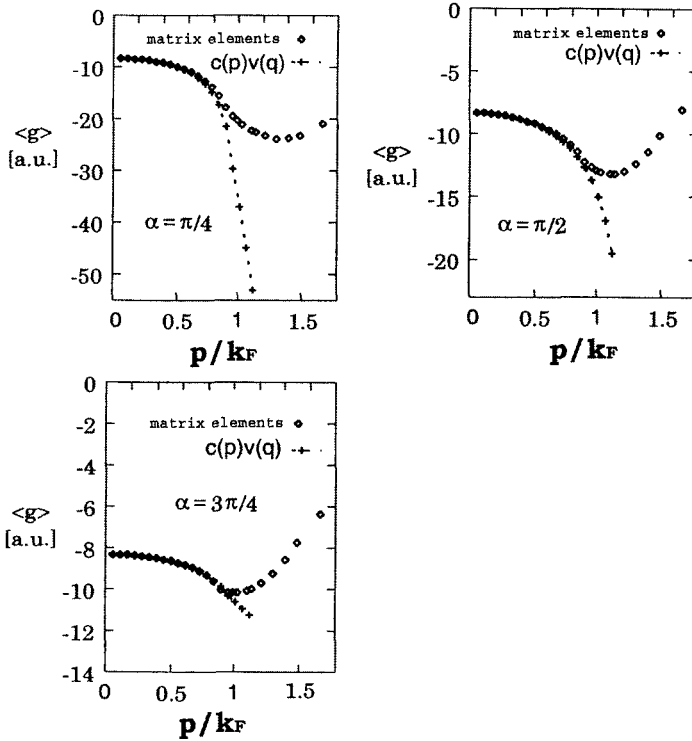 0
-10
-20
-30
-40
-50
<g>
[a.u.]
matrix elements
c(p)v(q)
α = π/4
0
0.5
1
1.5
p/kF
0
-5
-10
-15
-20
<g>
[a.u.]
matrix elements
c(p)v(q)
α = π/2
0
0.5
1
1.5
p/kF
0
-2
-4
-6
-8
-10
-12
-14
<g>
[a.u.]
matrix elements
c(p)v(q)
α = 3π/4
0
0.5
1
1.5
p/kF